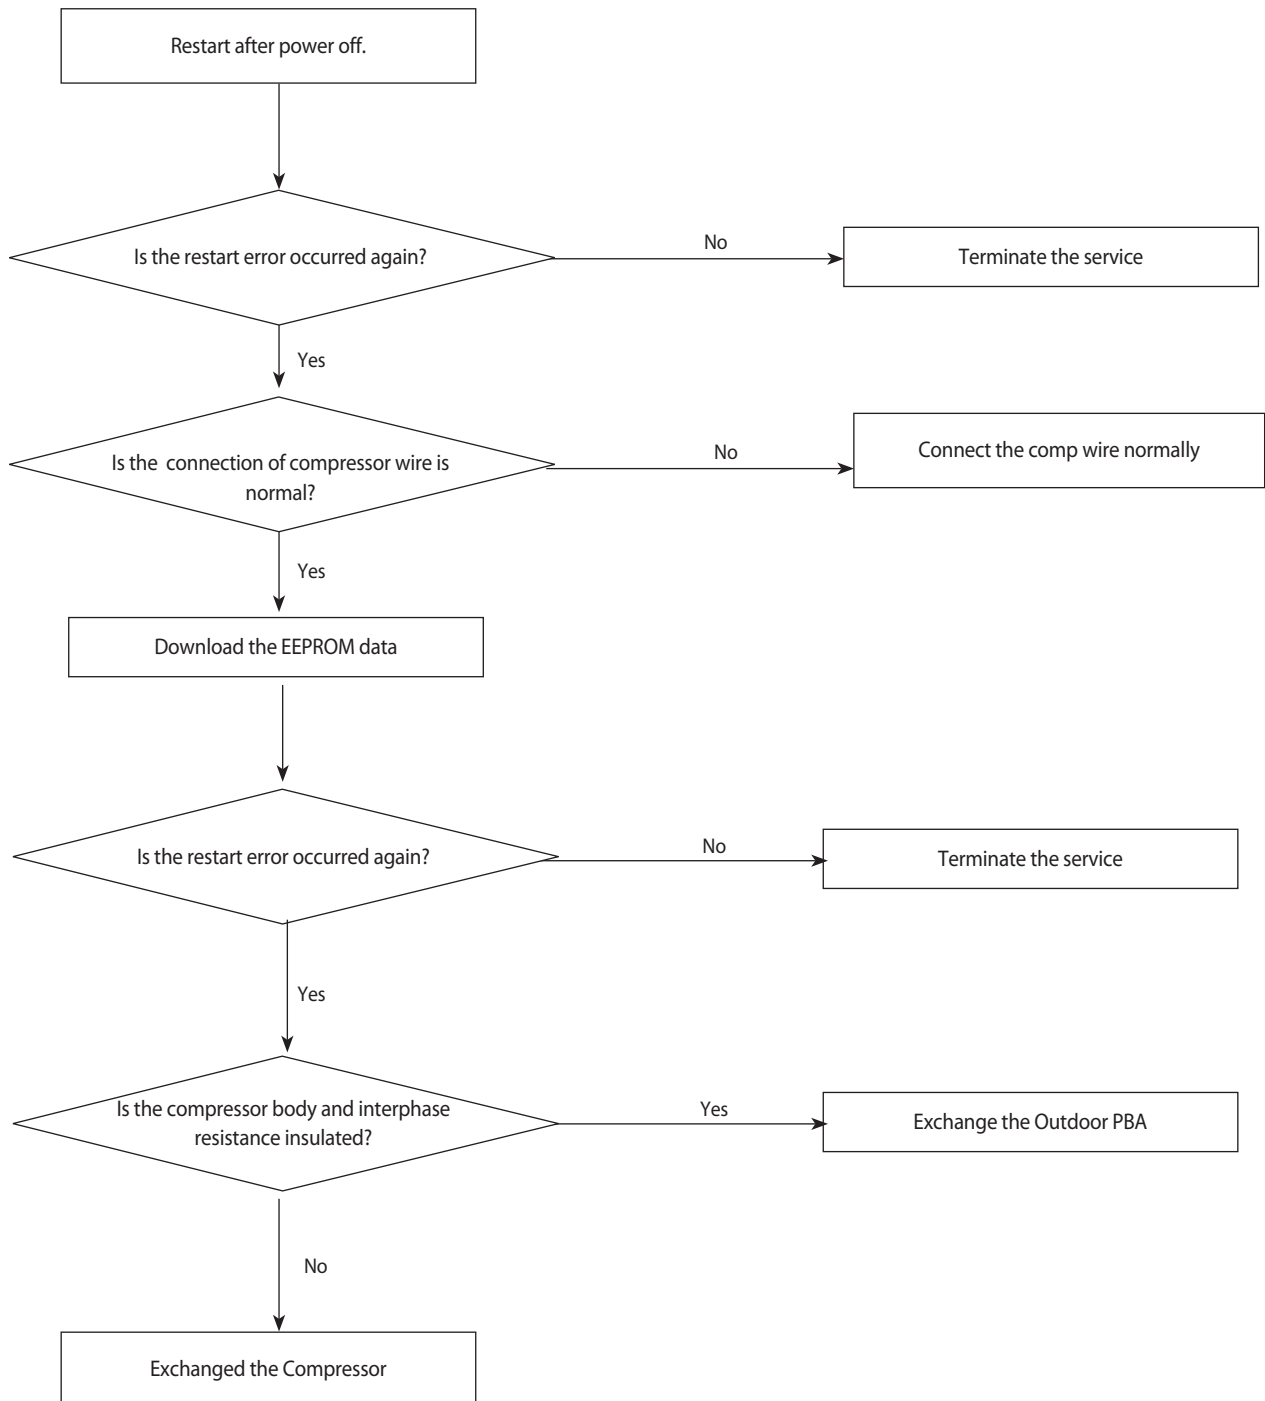 Restart after power off.
Is the restart error occurred again?
No
Terminate the service
Yes
Is the  connection of compressor wire is
normal?
No
Connect the comp wire normally
Yes
Download the EEPROM data
Is the restart error occurred again?
No
Terminate the service
Yes
Is the compressor body and interphase
resistance insulated?
Yes
Exchange the Outdoor PBA
No
Exchanged the Compressor